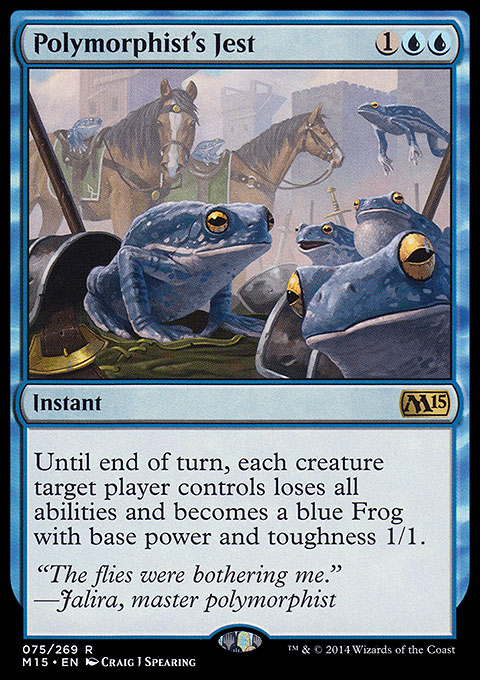 Polymorphist's Jest 1
Instant M15
Until end of turn, each creature
target player controls loses all
abilities and becomes a blue Frog
with base power and toughness 1/1.
“The flies were bothering me.”
—Jalira, master polymorphist
075/269 R
M15 • EN Craig J Spearing
™ & © 2014 Wizards of the Coast